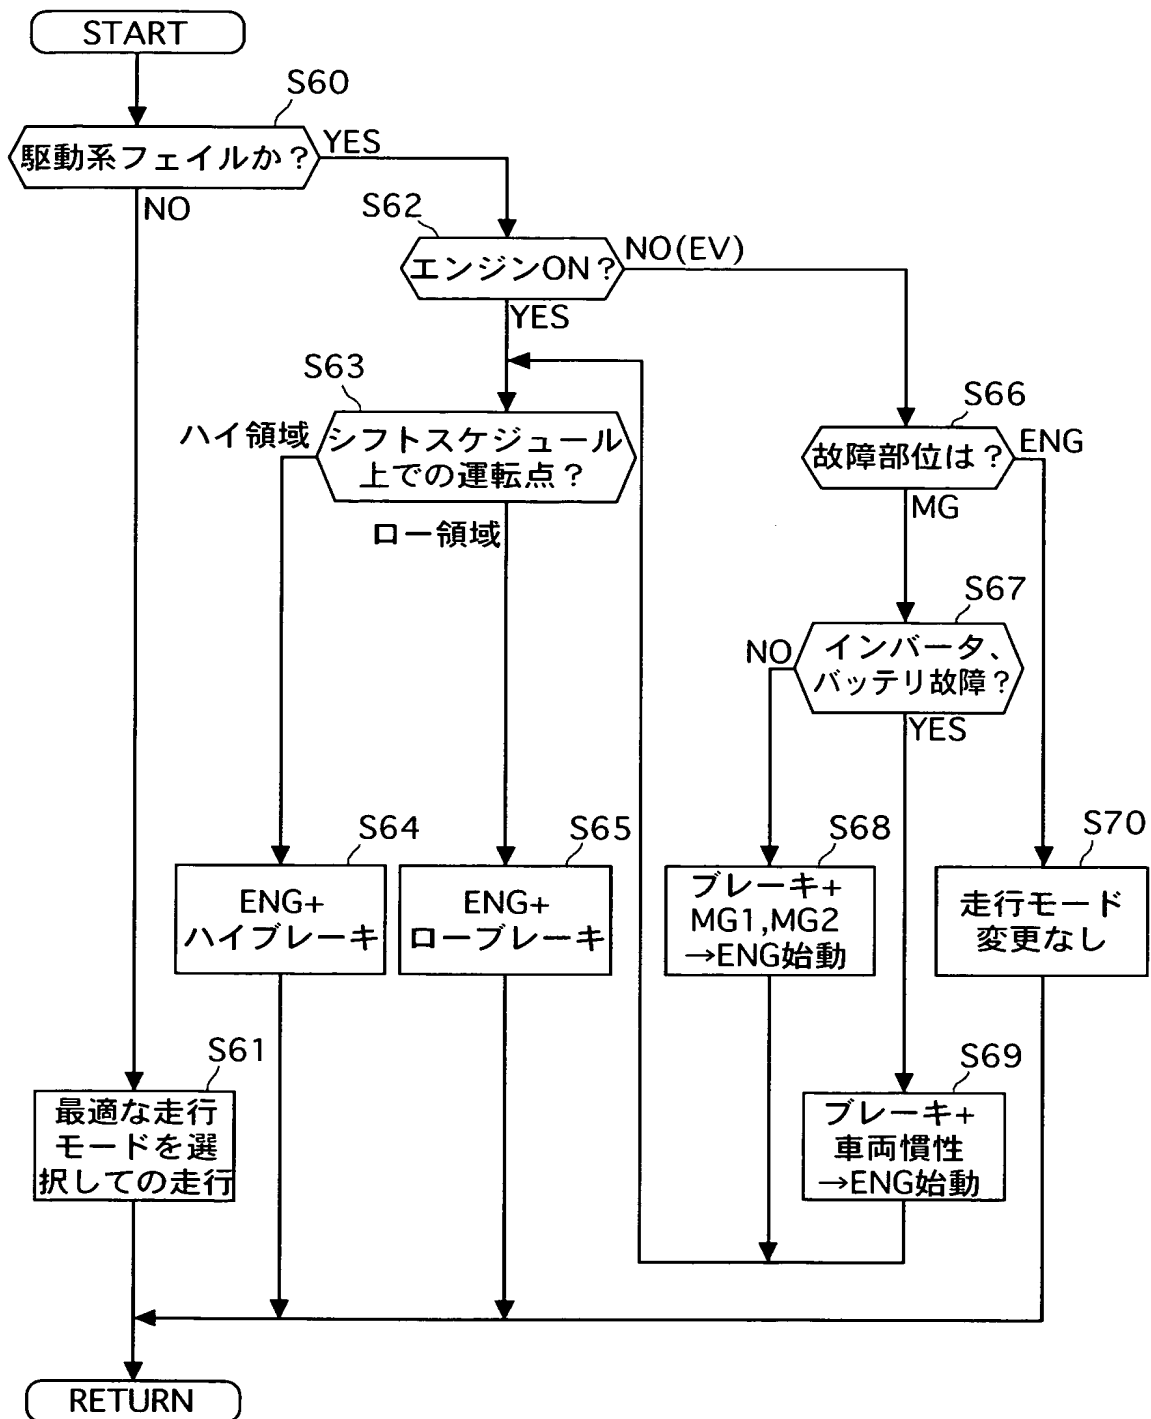 START
S60
駆動系フェイルか？
YES
NO
S62
エンジンON？
NO(EV)
YES
S63
ハイ領域
シフトスケジュール
上での運転点？
ロー領域
S66
故障部位は？
ENG
MG
S67
NO
インバータ、
バッテリ故障？
YES
S64
ENG+
ハイブレーキ
S65
ENG+
ローブレーキ
S68
ブレーキ+
MG1,MG2
→ENG始動
S70
走行モード
変更なし
S61
最適な走行
モードを選
択しての走行
S69
ブレーキ+
車両慣性
→ENG始動
RETURN